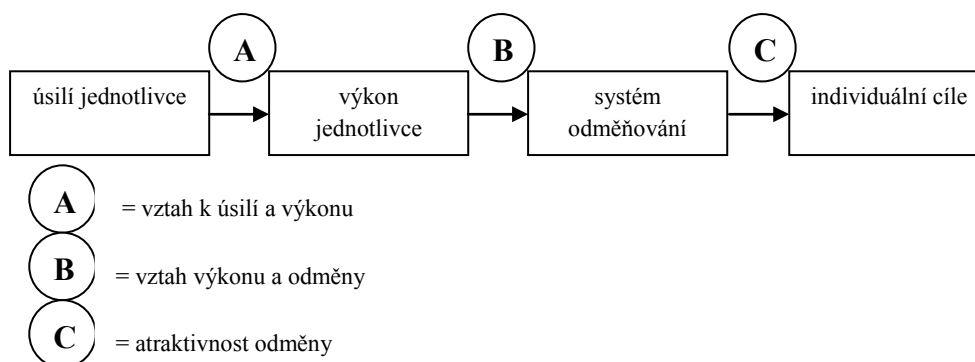 A
B
C
úsilí jednotlivce
výkon
jednotlivce
systém
odměňování
individuální cíle
A = vztah k úsilí a výkonu
B = vztah výkonu a odměny
C = atraktivnost odměny